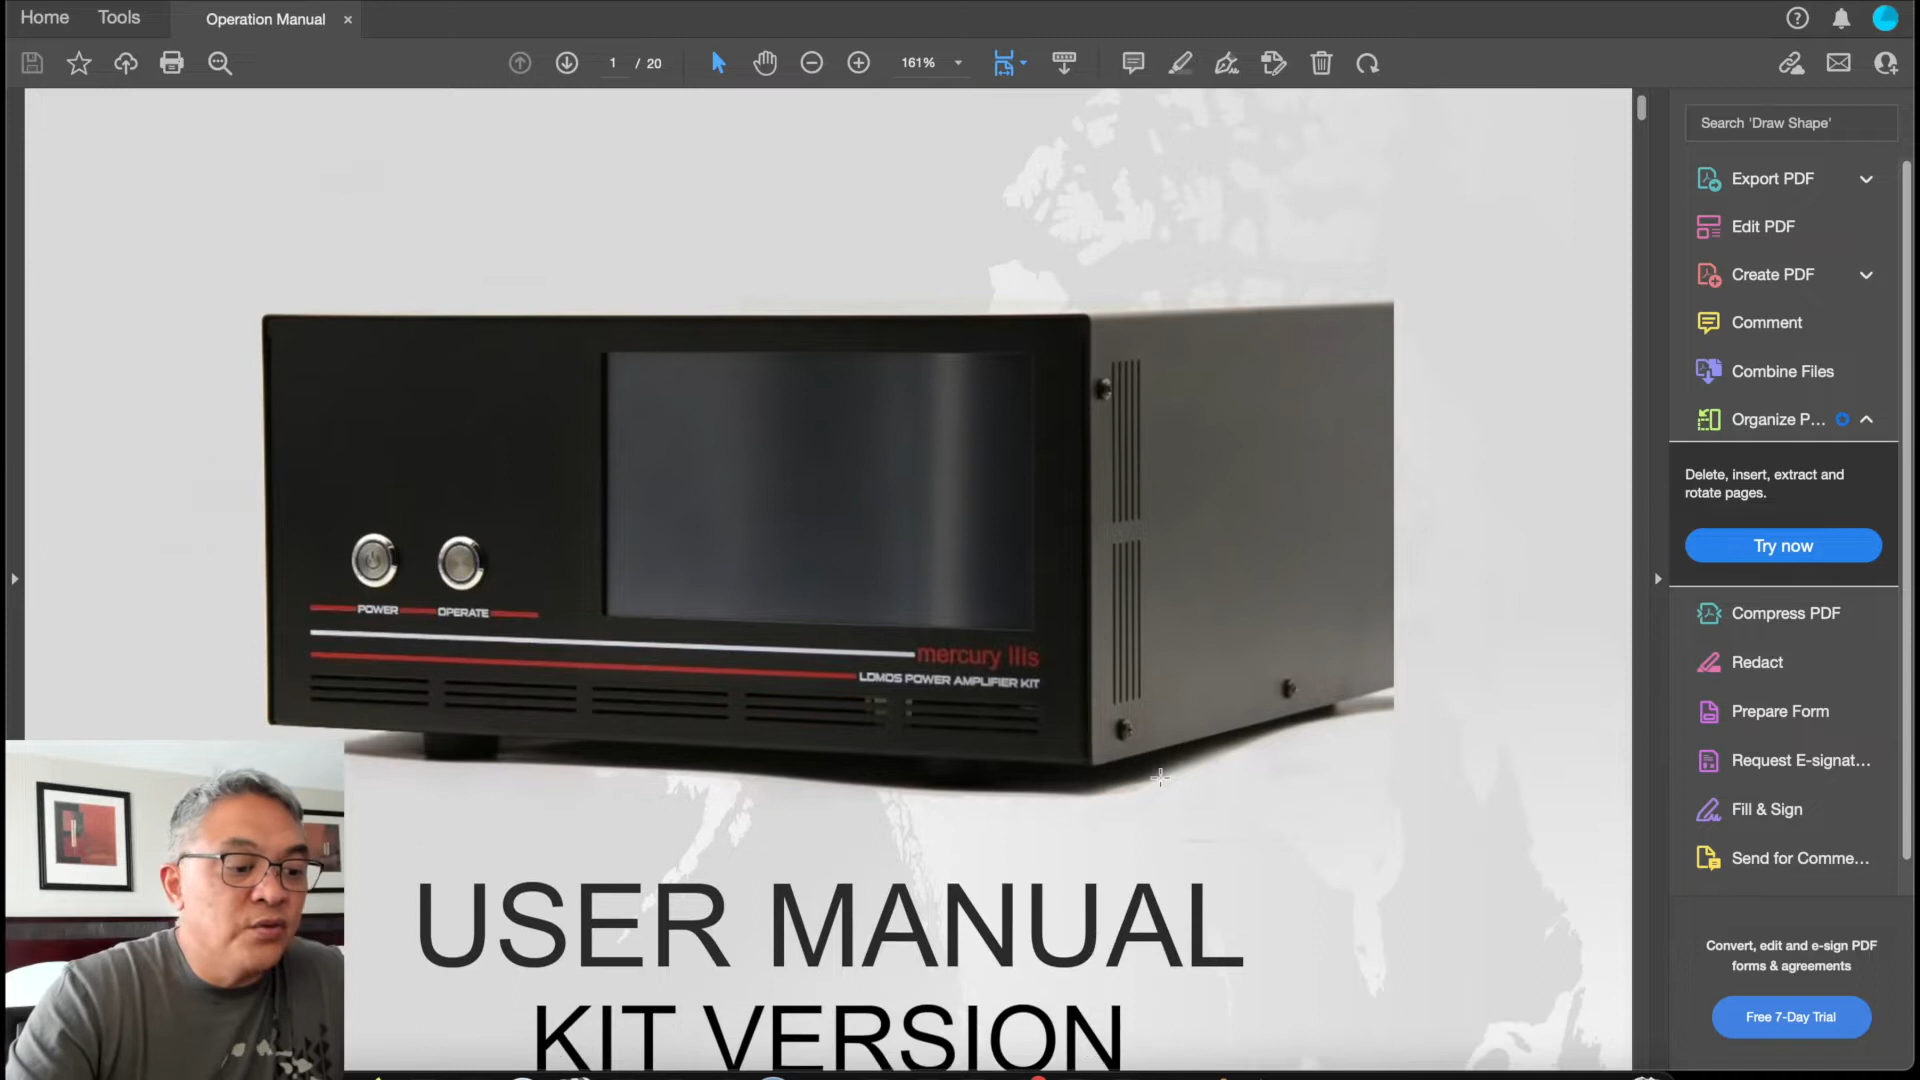 Home Tools Operation Manual
1 / 20 161%
Search 'Draw Shape'
Export PDF
Edit PDF
Create PDF
Comment
Combine Files
Organize P...
Delete, insert, extract and
rotate pages.
Try now
Compress PDF
Redact
Prepare Form
Request E-signat...
Fill & Sign
Send for Comme...
Convert, edit and e-sign PDF
forms & agreements
Free 7-Day Trial
POWER OPERATE
mercury IIIs
LDMOS POWER AMPLIFIER KIT
USER MANUAL
KIT VERSION